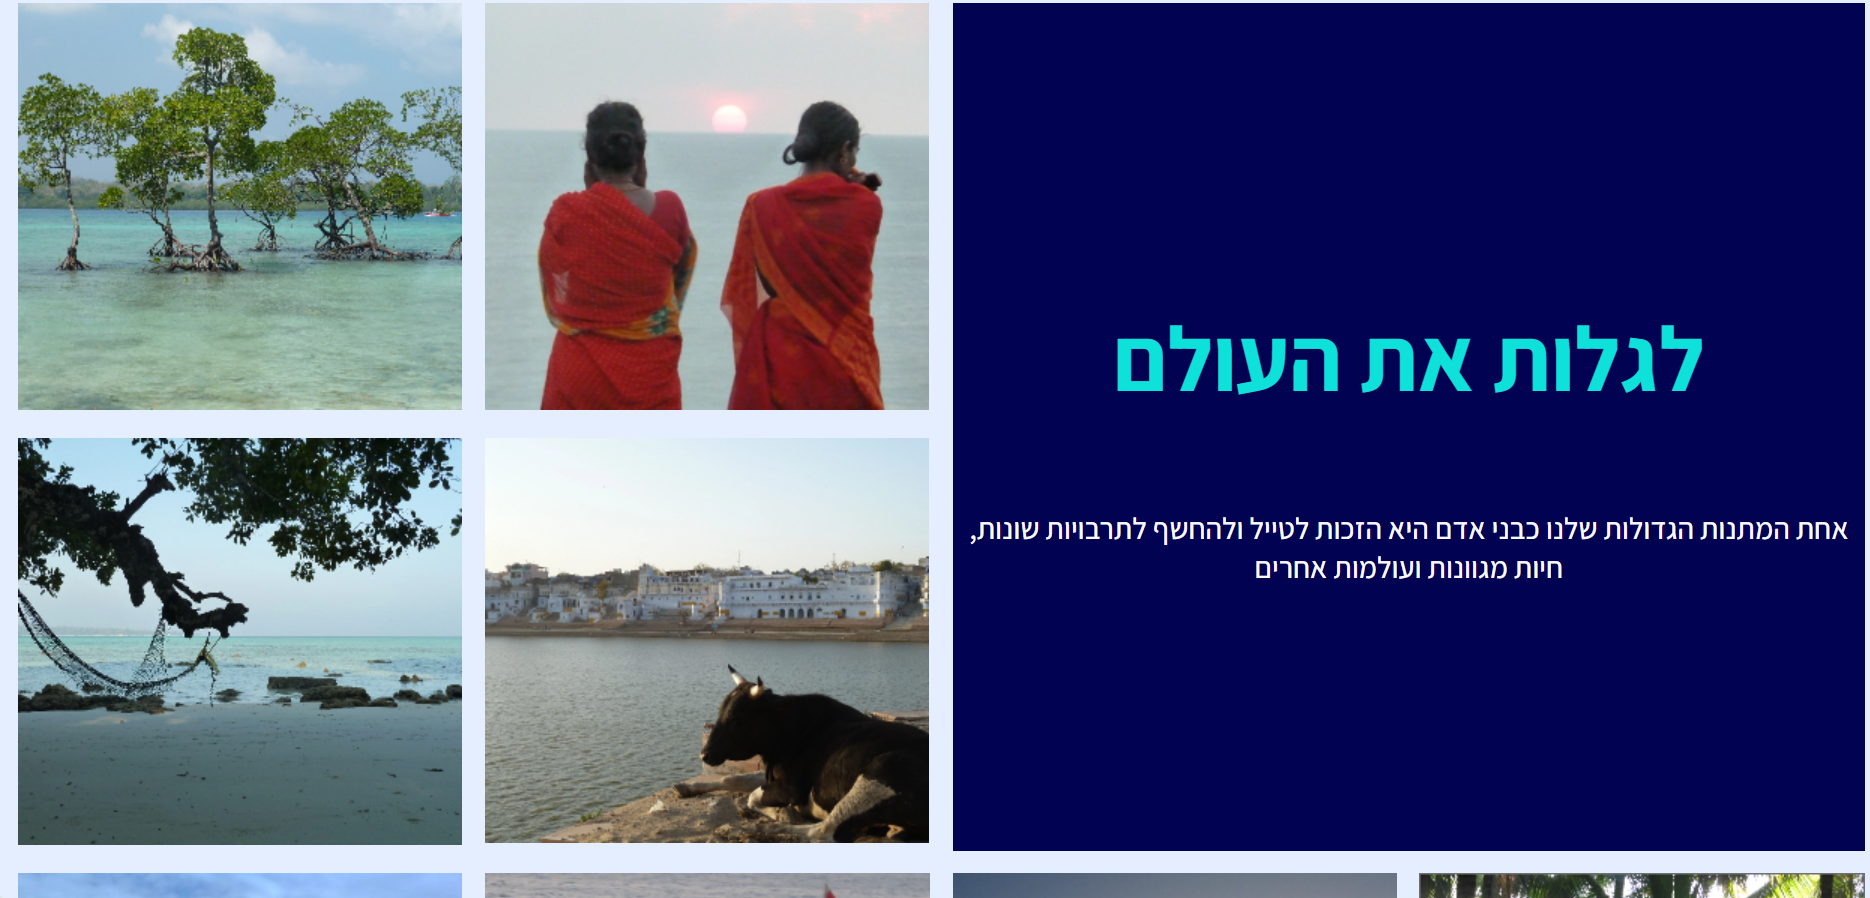 לגלות את העולם
אחת המתנות הגדולות שלנו כבני אדם היא הזכות לטייל ולהחשף לתרבויות שונות,
חיות מגוונות ועולמות אחרים